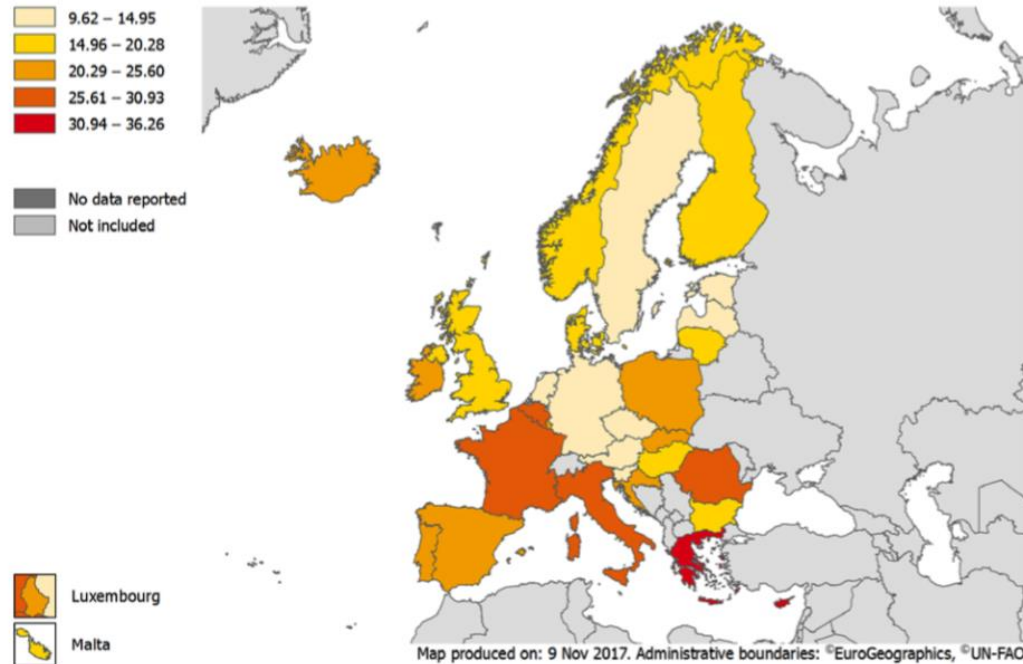 9.62 – 14.95
14.96 – 20.28
20.29 – 25.60
25.61 – 30.93
30.94 – 36.26
No data reported
Not included
Luxembourg
Malta
Map produced on: 9 Nov 2017. Administrative boundaries: ©EuroGeographics, ©UN-FAO